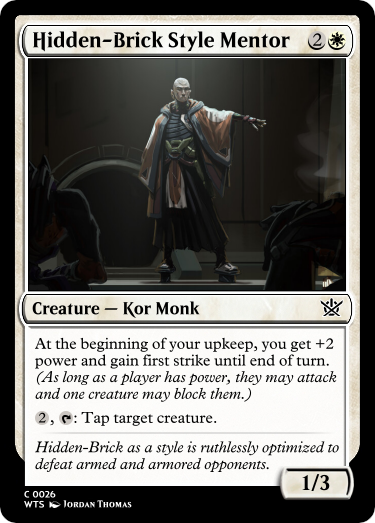 Hidden-Brick Style Mentor 2
Creature — Kor Monk
At the beginning of your upkeep, you get +2
power and gain first strike until end of turn.
(As long as a player has power, they may attack
and one creature may block them.)
2, : Tap target creature.
Hidden-Brick as a style is ruthlessly optimized to
defeat armed and armored opponents.
1/3
C 0026
WTS Jordan Thomas